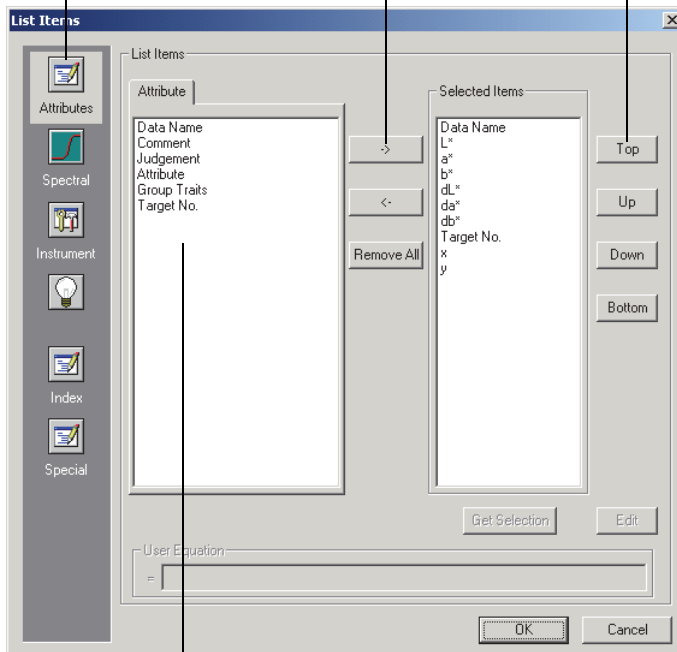 List Items
Attributes
Spectral
Instrument
Index
Special
List Items
Attribute
Data Name
Comment
Judgement
Attribute
Group Traits
Target No.
->
<-
Remove All
Selected Items
Data Name
L*
a*
b*
dL*
da*
db*
Target No.
x
y
Top
Up
Down
Bottom
Get Selection
Edit
User Equation
=
OK
Cancel